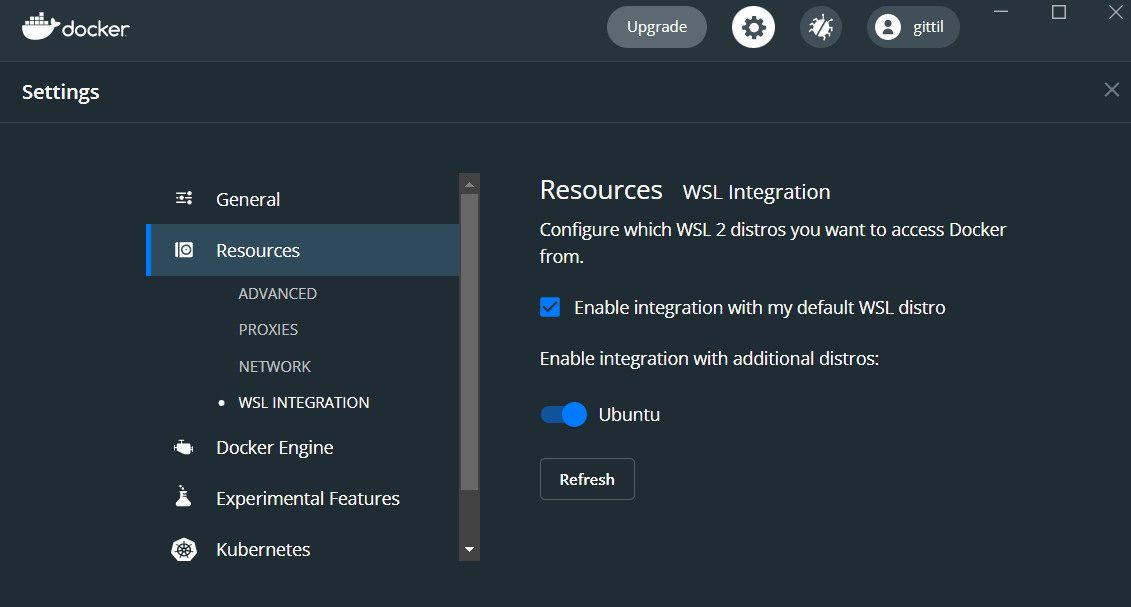 docker
Upgrade
gittil
Settings
General
Resources
ADVANCED
PROXIES
NETWORK
WSL INTEGRATION
Docker Engine
Experimental Features
Kubernetes
Resources WSL Integration
Configure which WSL 2 distros you want to access Docker
from.
Enable integration with my default WSL distro
Enable integration with additional distros:
Ubuntu
Refresh